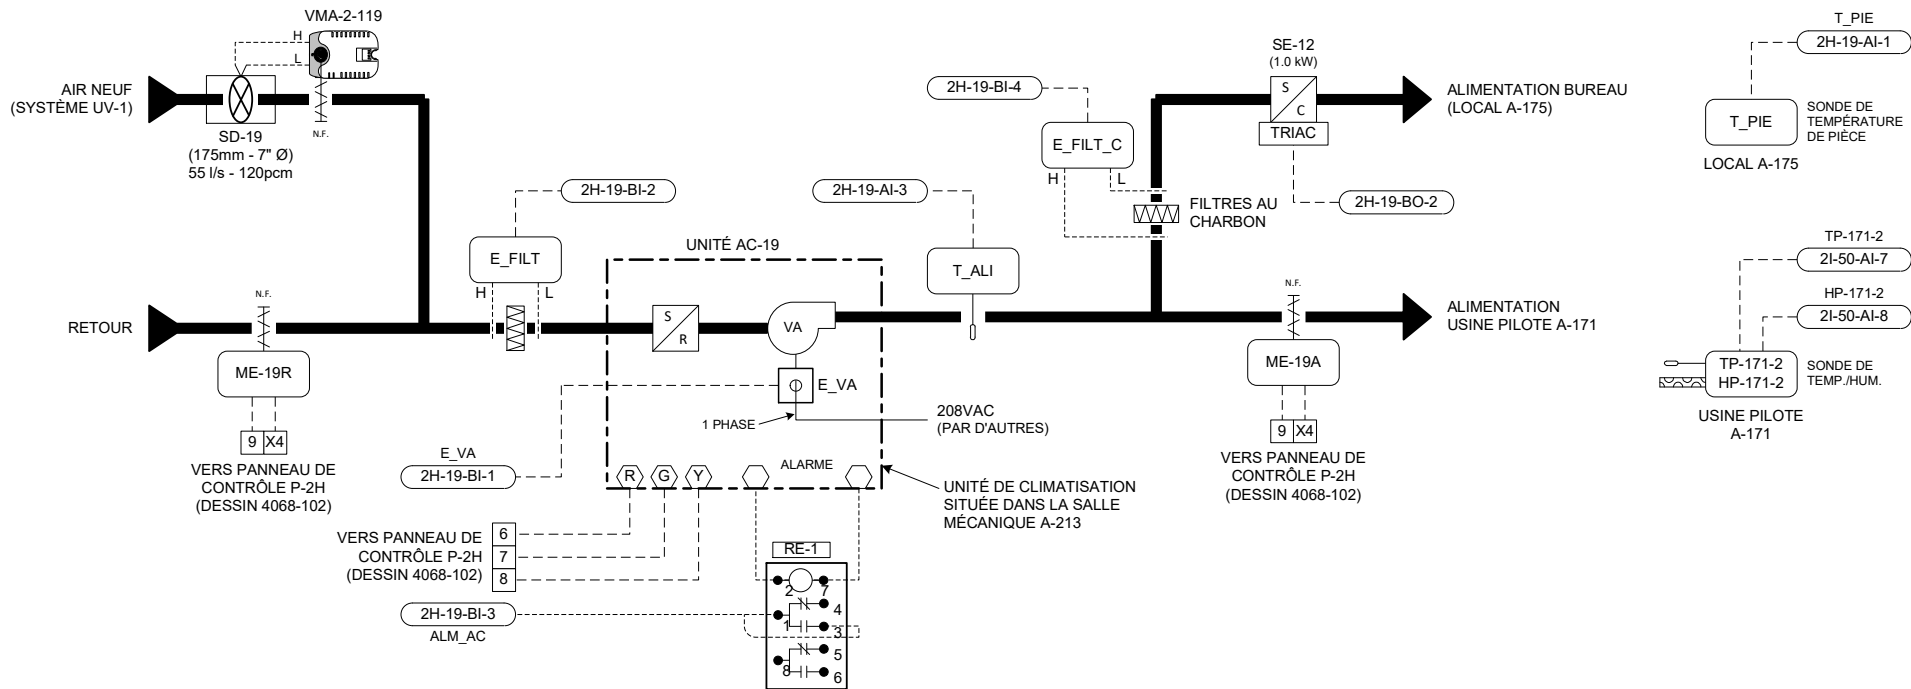 VMA-2-119
H
L
AIR NEUF
(SYSTÈME UV-1)
N.F.
SD-19
(175mm - 7" Ø)
55 l/s - 120pcm
2H-19-BI-2
E_FILT
H
L
RETOUR
N.F.
ME-19R
9 X4
VERS PANNEAU DE
CONTRÔLE P-2H
(DESSIN 4068-102)
UNITÉ AC-19
S
R
VA
E_VA
1 PHASE
208VAC
(PAR D'AUTRES)
E_VA
2H-19-BI-1
R
G
Y
ALARME
UNITÉ DE CLIMATISATION
SITUÉE DANS LA SALLE
MÉCANIQUE A-213
VERS PANNEAU DE
CONTRÔLE P-2H
(DESSIN 4068-102)
6
7
8
2H-19-BI-3
ALM_AC
RE-1
2
7
4
1
3
5
8
6
2H-19-AI-3
T_ALI
2H-19-BI-4
E_FILT_C
H
L
FILTRES AU
CHARBON
SE-12
(1.0 kW)
S
C
TRIAC
2H-19-BO-2
ALIMENTATION BUREAU
(LOCAL A-175)
N.F.
ME-19A
9 X4
VERS PANNEAU DE
CONTRÔLE P-2H
(DESSIN 4068-102)
ALIMENTATION
USINE PILOTE A-171
T_PIE
2H-19-AI-1
T_PIE
SONDE DE
TEMPÉRATURE
DE PIÈCE
LOCAL A-175
TP-171-2
2I-50-AI-7
HP-171-2
2I-50-AI-8
TP-171-2
HP-171-2
SONDE DE
TEMP./HUM.
USINE PILOTE
A-171